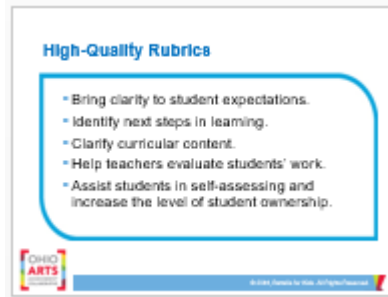 High-Quality Rubrics
▪ Bring clarity to student expectations.
▪ Identify next steps in learning.
▪ Clarify curricular content.
▪ Help teachers evaluate students' work.
▪ Assist students in self-assessing and
increase the level of student ownership.
OHIO
ARTS